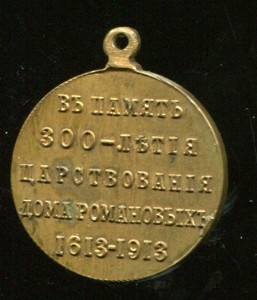 ВЪ ПАМЯТЬ
300-ЛѢТІЯ
ЦАРСТВОВАНІЯ
ДОМА РОМАНОВЫХЪ
1613-1913